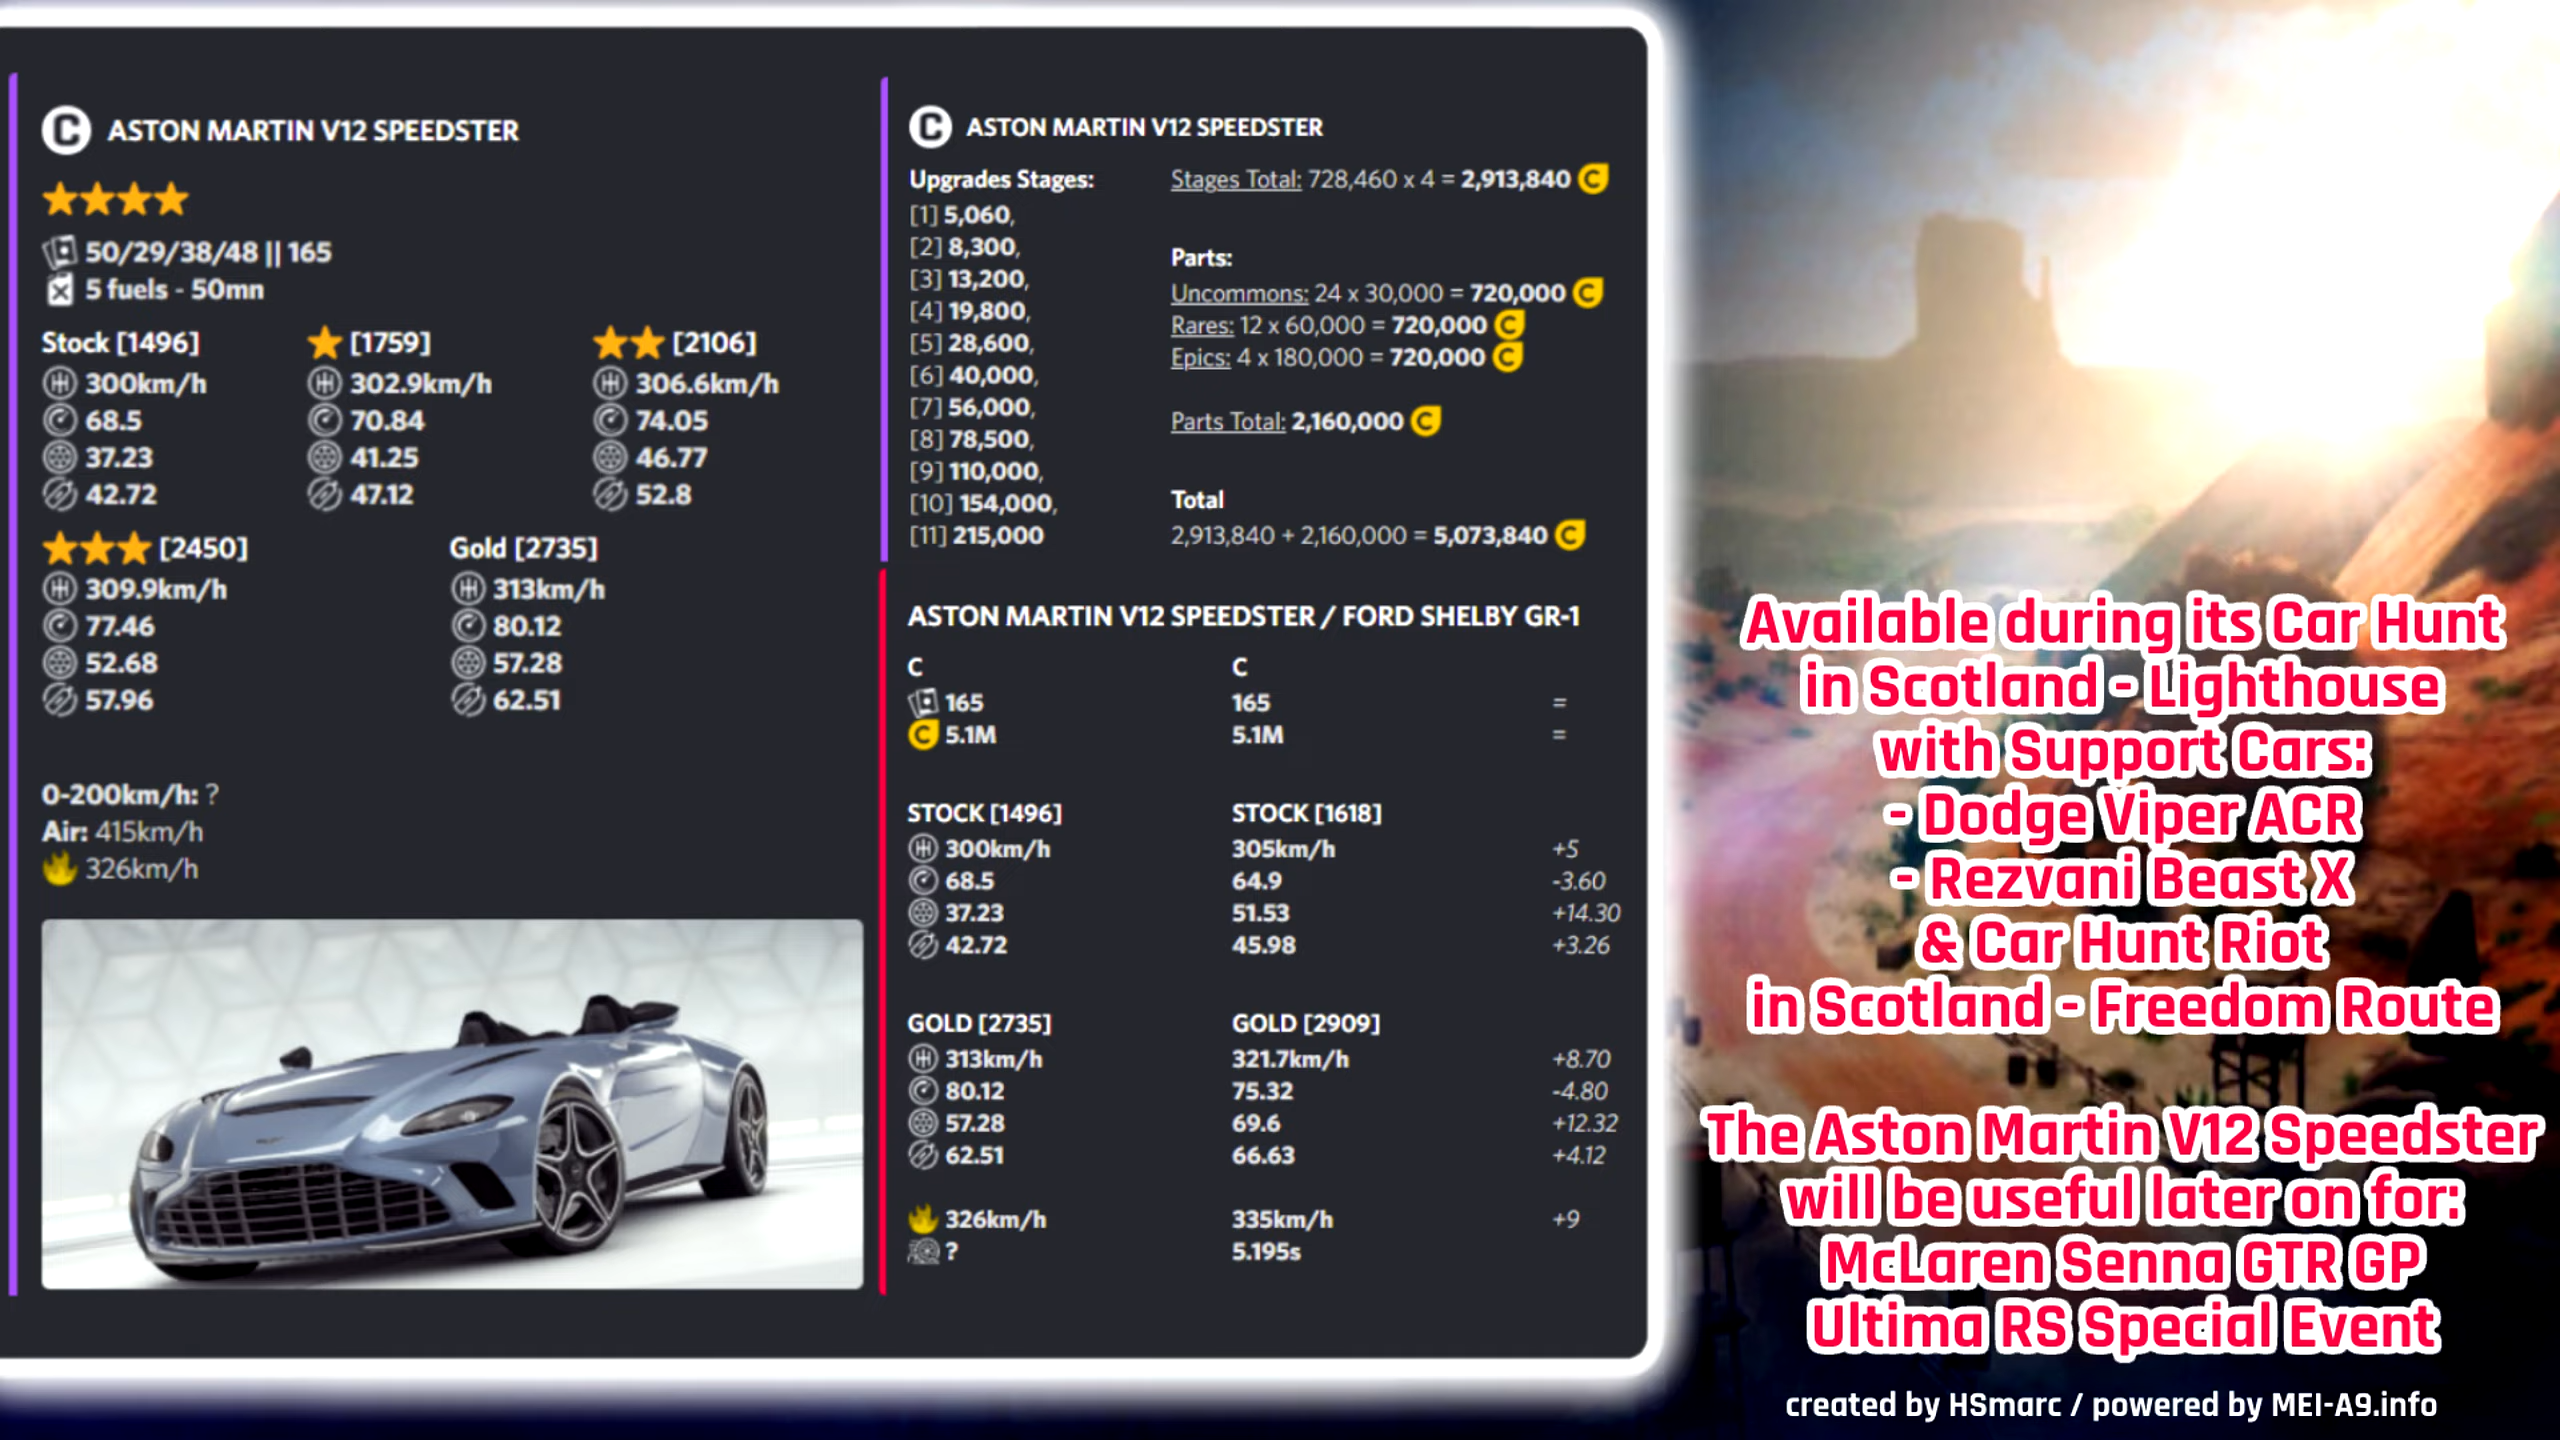 C ASTON MARTIN V12 SPEEDSTER
50/29/38/48 || 165
5 fuels - 50mn
Stock [1496] [1759] [2106]
300km/h 302.9km/h 306.6km/h
68.5 70.84 74.05
37.23 41.25 46.77
42.72 47.12 52.8
[2450] Gold [2735]
309.9km/h 313km/h
77.46 80.12
52.68 57.28
57.96 62.51
0-200km/h: ?
Air: 415km/h
326km/h
C ASTON MARTIN V12 SPEEDSTER
Upgrades Stages:
[1] 5,060,
[2] 8,300,
[3] 13,200,
[4] 19,800,
[5] 28,600,
[6] 40,000,
[7] 56,000,
[8] 78,500,
[9] 110,000,
[10] 154,000,
[11] 215,000
Stages Total: 728,460 x 4 = 2,913,840 C
Parts:
Uncommons: 24 x 30,000 = 720,000 C
Rares: 12 x 60,000 = 720,000 C
Epics: 4 x 180,000 = 720,000 C
Parts Total: 2,160,000 C
Total
2,913,840 + 2,160,000 = 5,073,840 C
ASTON MARTIN V12 SPEEDSTER / FORD SHELBY GR-1
C C
165 165 =
C 5.1M 5.1M =
STOCK [1496] STOCK [1618]
300km/h 305km/h +5
68.5 64.9 -3.60
37.23 51.53 +14.30
42.72 45.98 +3.26
GOLD [2735] GOLD [2909]
313km/h 321.7km/h +8.70
80.12 75.32 -4.80
57.28 69.6 +12.32
62.51 66.63 +4.12
326km/h 335km/h +9
? 5.195s
Available during its Car Hunt
in Scotland - Lighthouse
with Support Cars:
- Dodge Viper ACR
- Rezvani Beast X
& Car Hunt Riot
in Scotland - Freedom Route
The Aston Martin V12 Speedster
will be useful later on for:
McLaren Senna GTR GP
Ultima RS Special Event
created by HSmarc / powered by MEI-A9.info